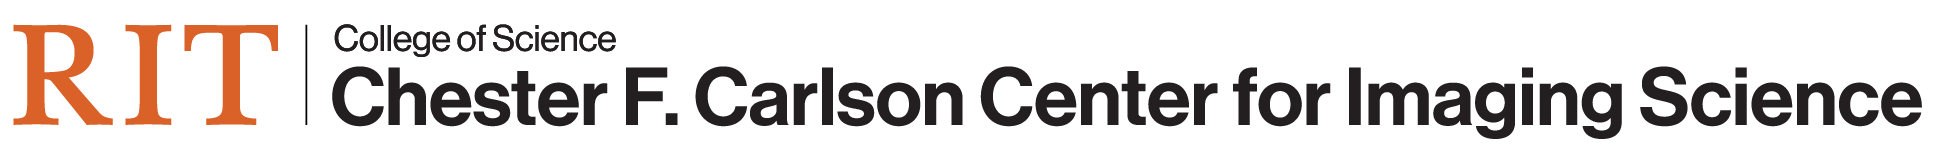 RIT
College of Science
Chester F. Carlson Center for Imaging Science